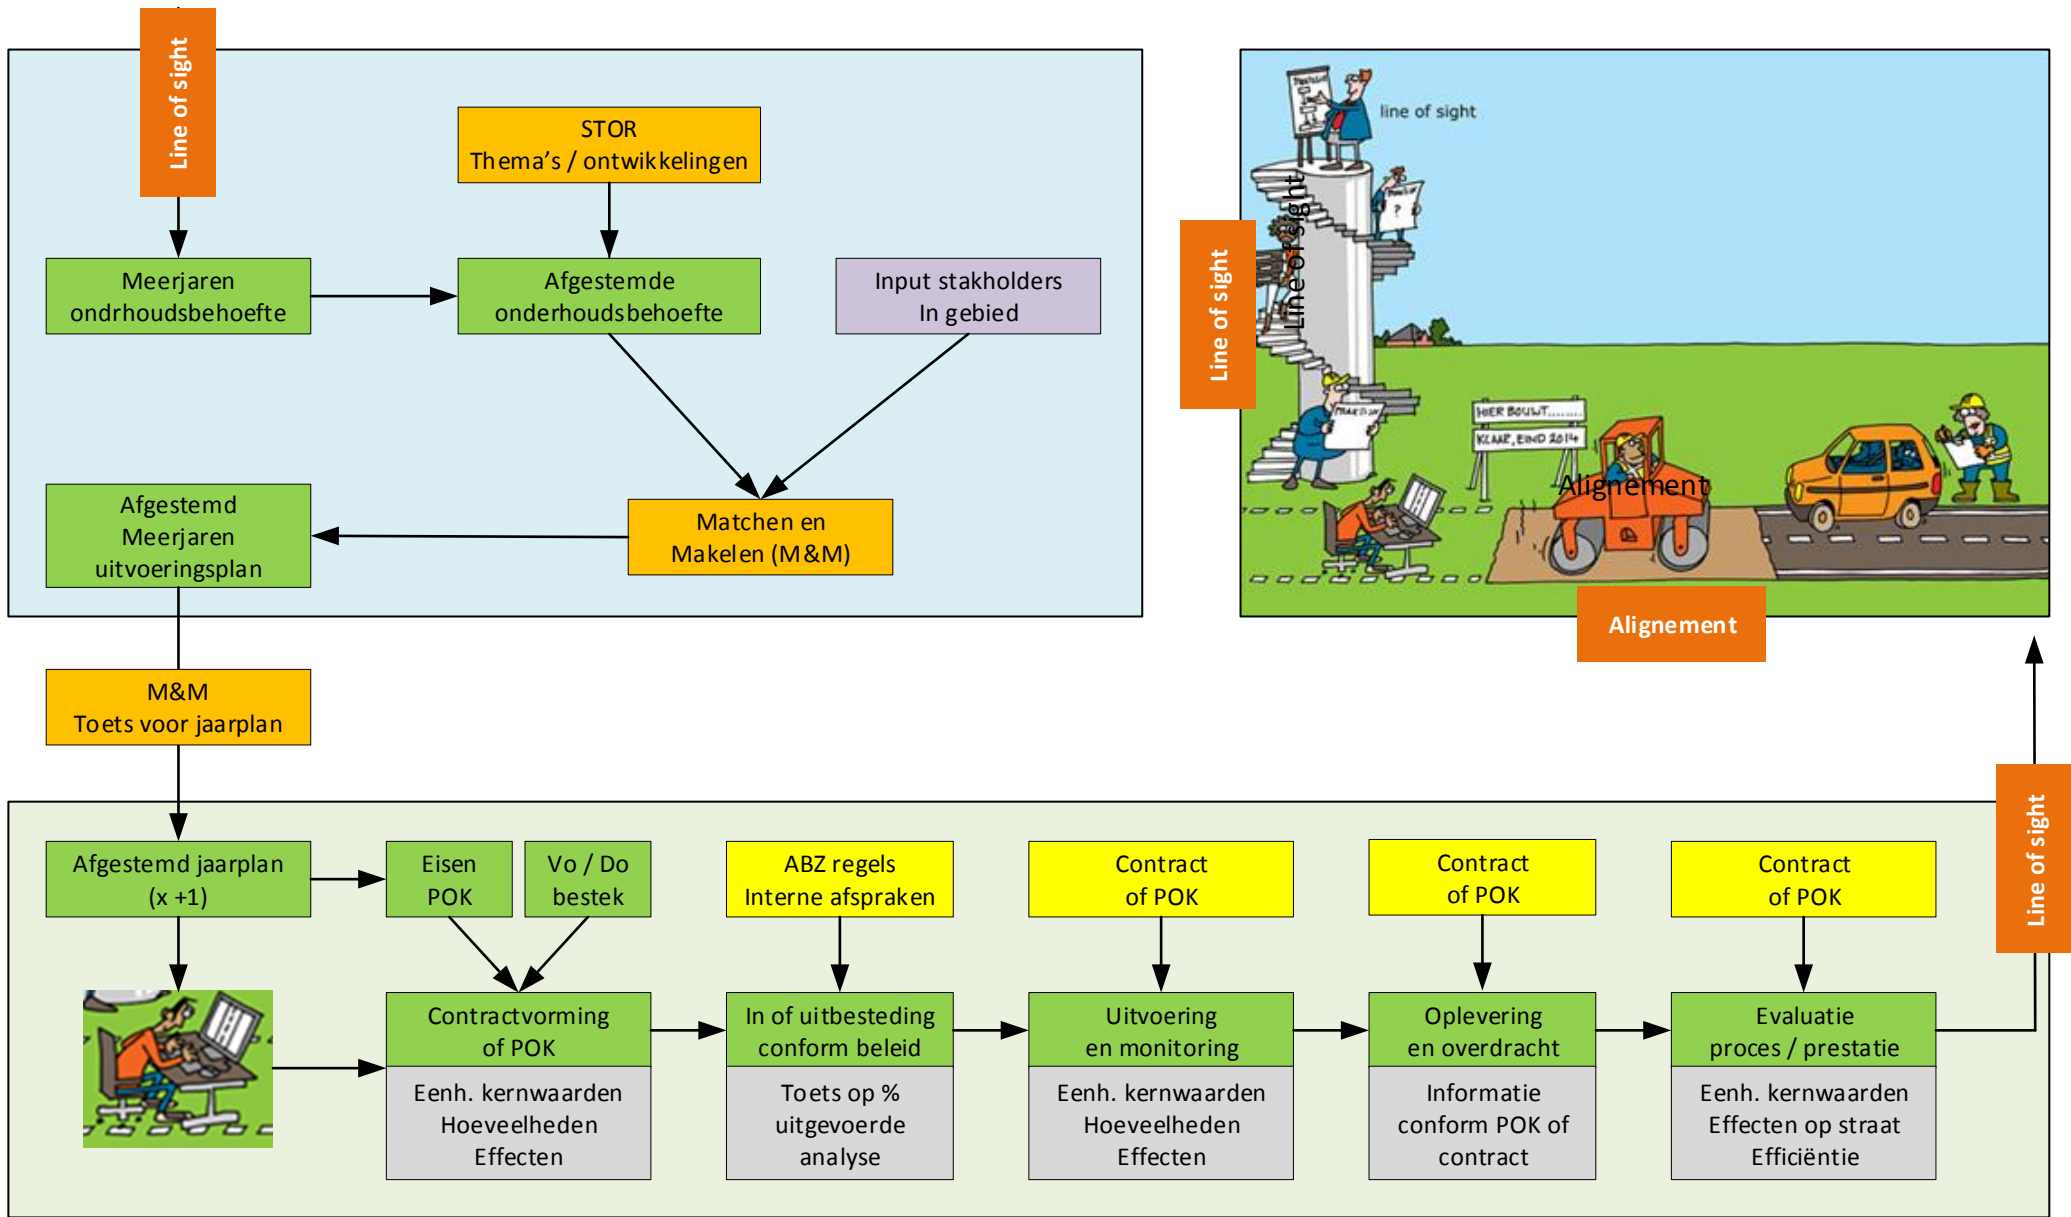 Line of sight
STOR
Thema's / ontwikkelingen
Meerjaren
ondrhoudsbehoefte
Afgestemde
onderhoudsbehoefte
Input stakholders
In gebied
Afgestemd
Meerjaren
uitvoeringsplan
Matchen en
Makelen (M&M)
line of sight
Line of sight
Line of sight
?
HIER BOUWT........
KLAAR, EIND 2014
Alignement
Alignement
M&M
Toets voor jaarplan
Line of sight
Afgestemd jaarplan
(x +1)
Eisen
POK
Vo / Do
bestek
ABZ regels
Interne afspraken
Contract
of POK
Contract
of POK
Contract
of POK
Contractvorming
of POK
Eenh. kernwaarden
Hoeveelheden
Effecten
In of uitbesteding
conform beleid
Toets op %
uitgevoerde
analyse
Uitvoering
en monitoring
Eenh. kernwaarden
Hoeveelheden
Effecten
Oplevering
en overdracht
Informatie
conform POK of
contract
Evaluatie
proces / prestatie
Eenh. kernwaarden
Effecten op straat
Efficiëntie